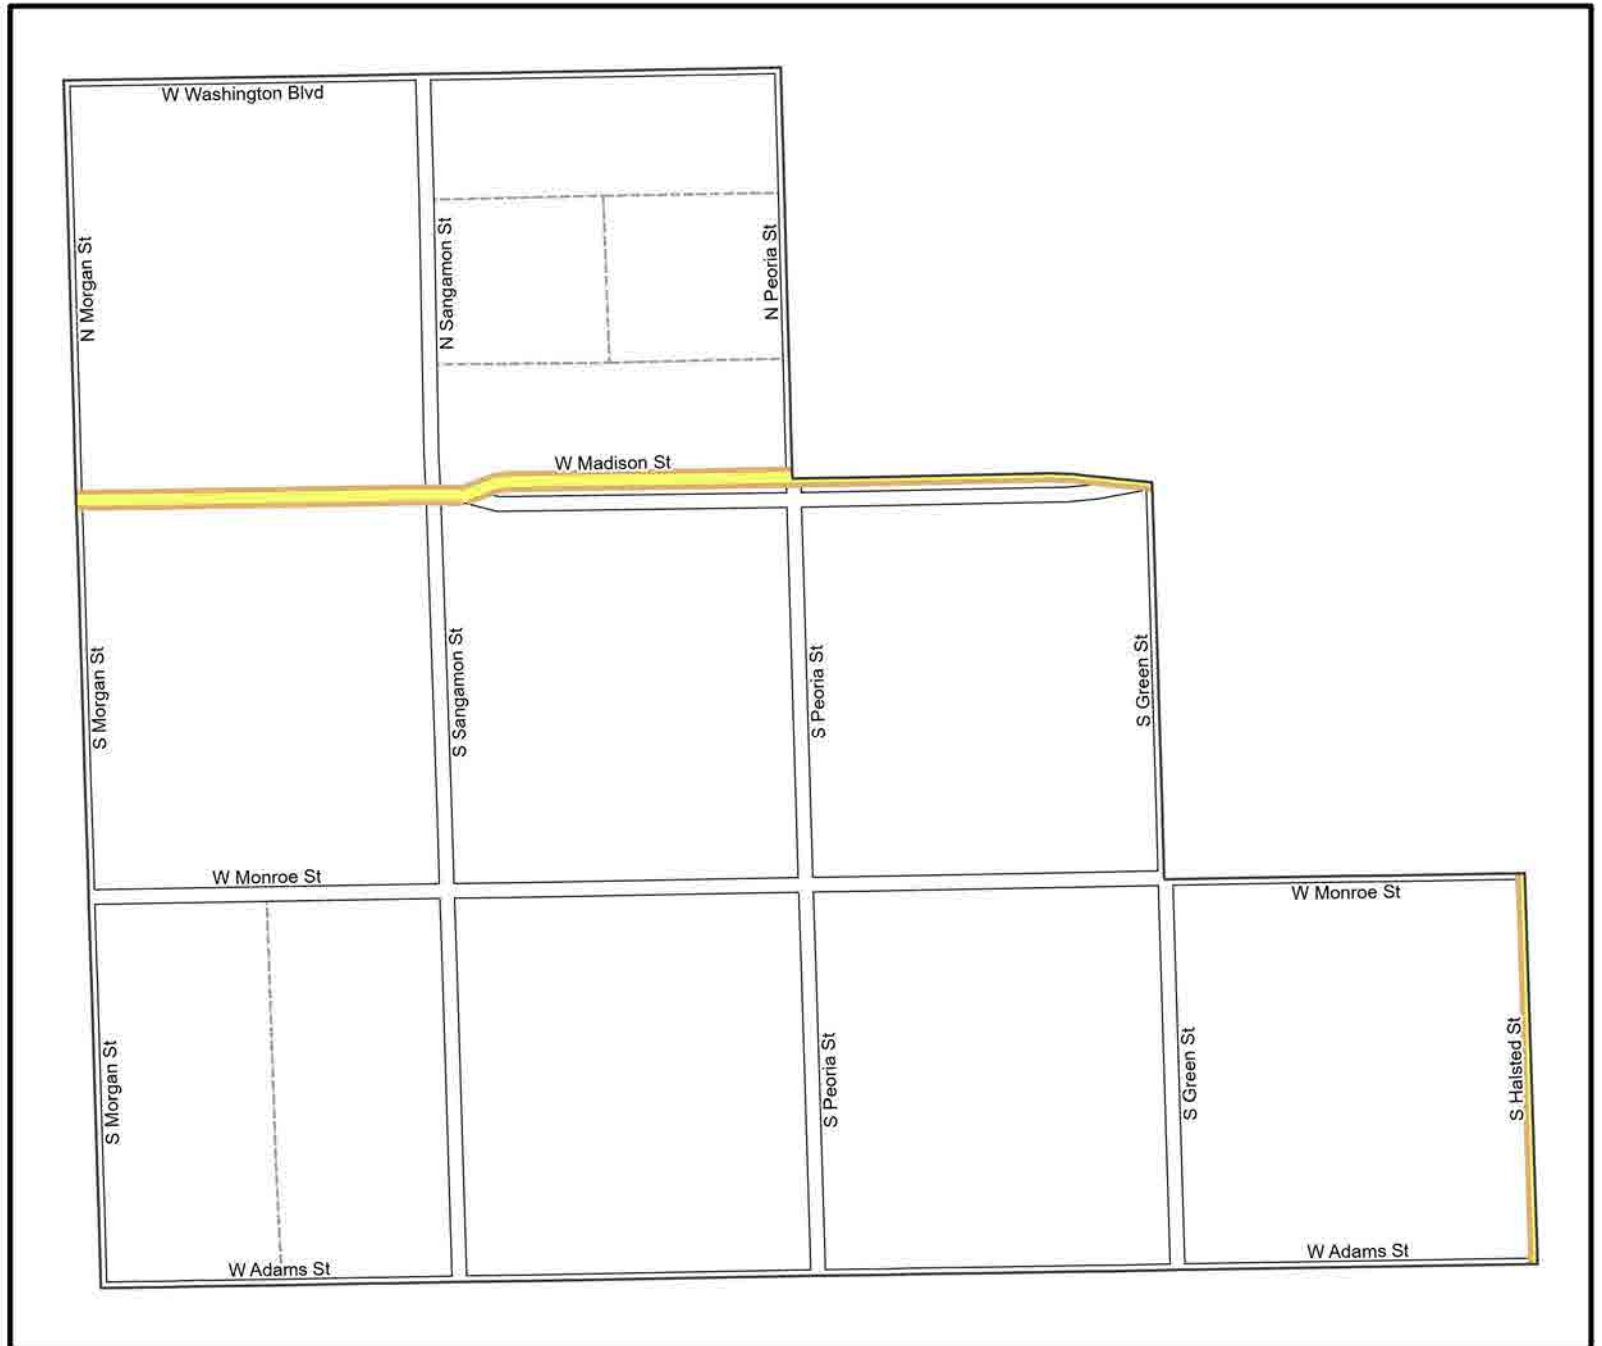 W Washington Blvd
N Morgan St
N Sangamon St
N Peoria St
W Madison St
S Morgan St
S Sangamon St
S Peoria St
S Green St
W Monroe St
W Monroe St
S Morgan St
S Peoria St
S Green St
S Halsted St
W Adams St
W Adams St